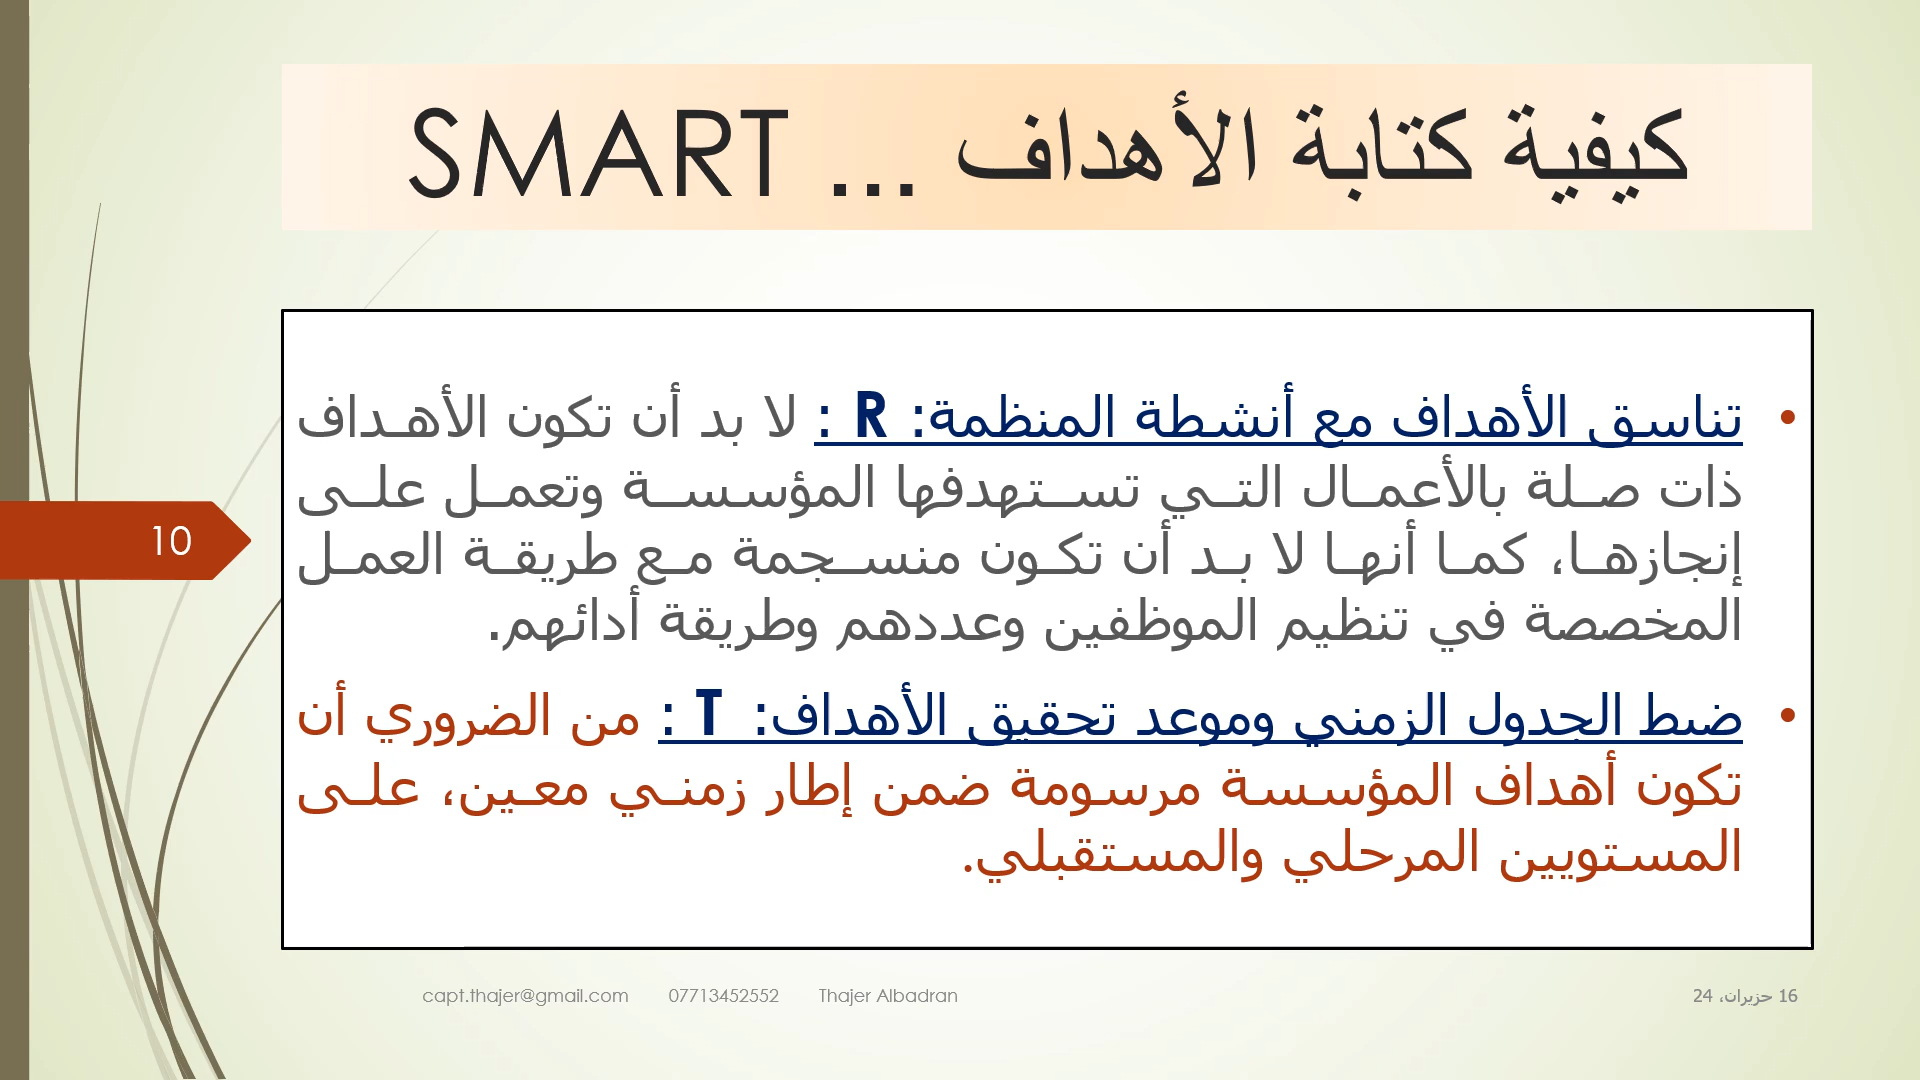 كيفية كتابة الأهداف ... SMART
• تناسق الأهداف مع أنشطة المنظمة: R : لا بد أن تكون الأهداف
ذات صلة بالأعمال التي تستهدفها المؤسسة وتعمل على
إنجازها، كما أنها لا بد أن تكون منسجمة مع طريقة العمل
المخصصة في تنظيم الموظفين وعددهم وطريقة أدائهم.
• ضبط الجدول الزمني وموعد تحقيق الأهداف: T : من الضروري أن
تكون أهداف المؤسسة مرسومة ضمن إطار زمني معين، على
المستويين المرحلي والمستقبلي.
10
capt.thajer@gmail.com 07713452552 Thajer Albadran
16 حزيران، 24